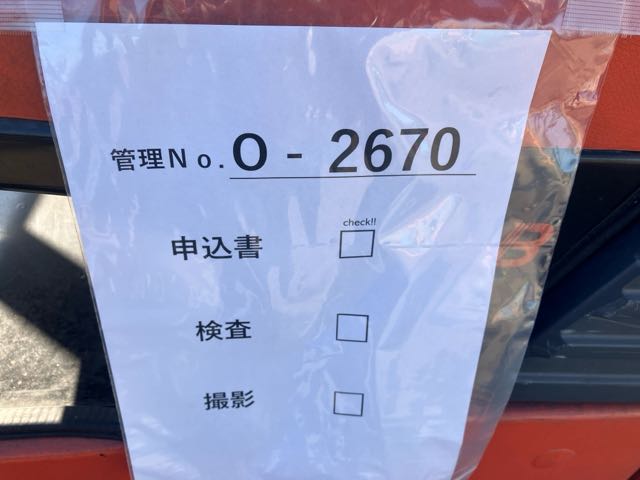 管理No. O - 2670
check!!
申込書 □
検査 □
撮影 □